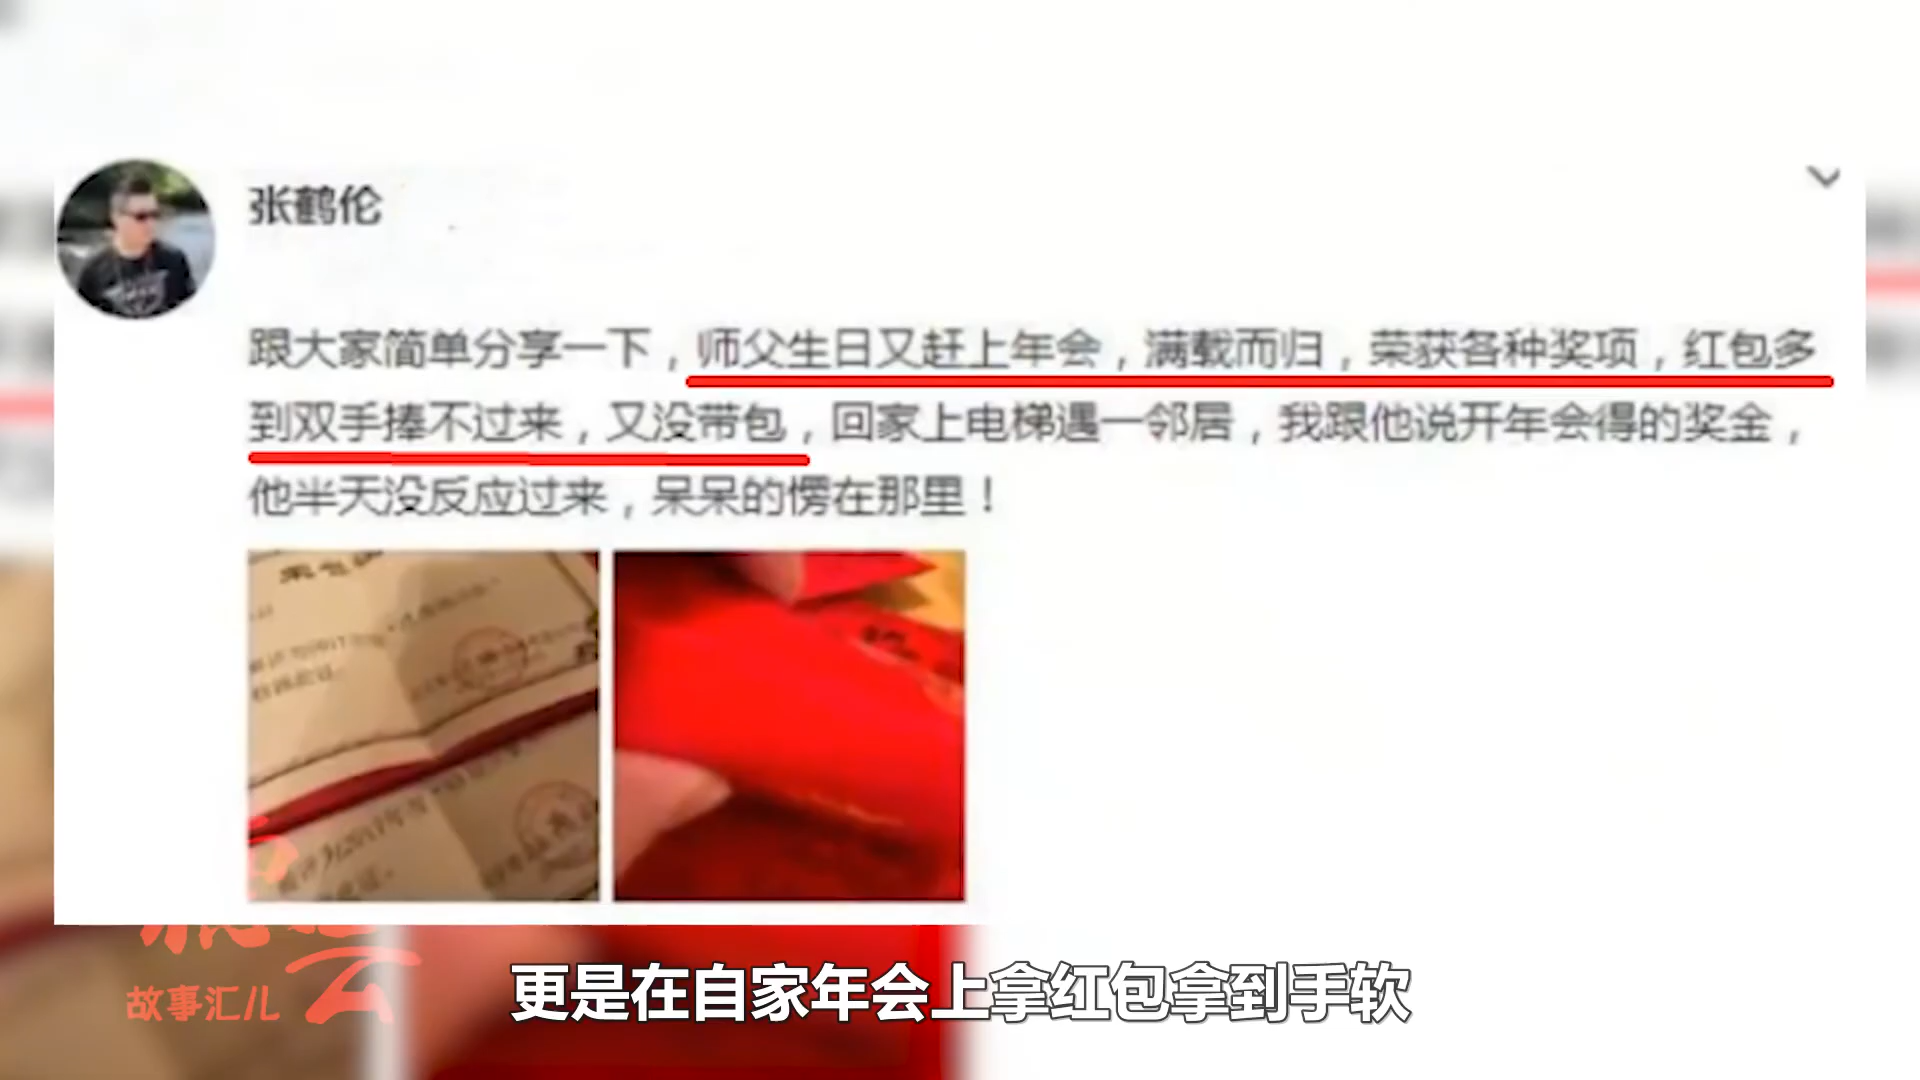 张鹤伦
跟大家简单分享一下，师父生日又赶上年会，满载而归，荣获各种奖项，红包多
到双手捧不过来，又没带包，回家上电梯遇一邻居，我跟他说开年会得的奖金，
他半天没反应过来，呆呆的愣在那里！
故事汇儿
更是在自家年会上拿红包拿到手软